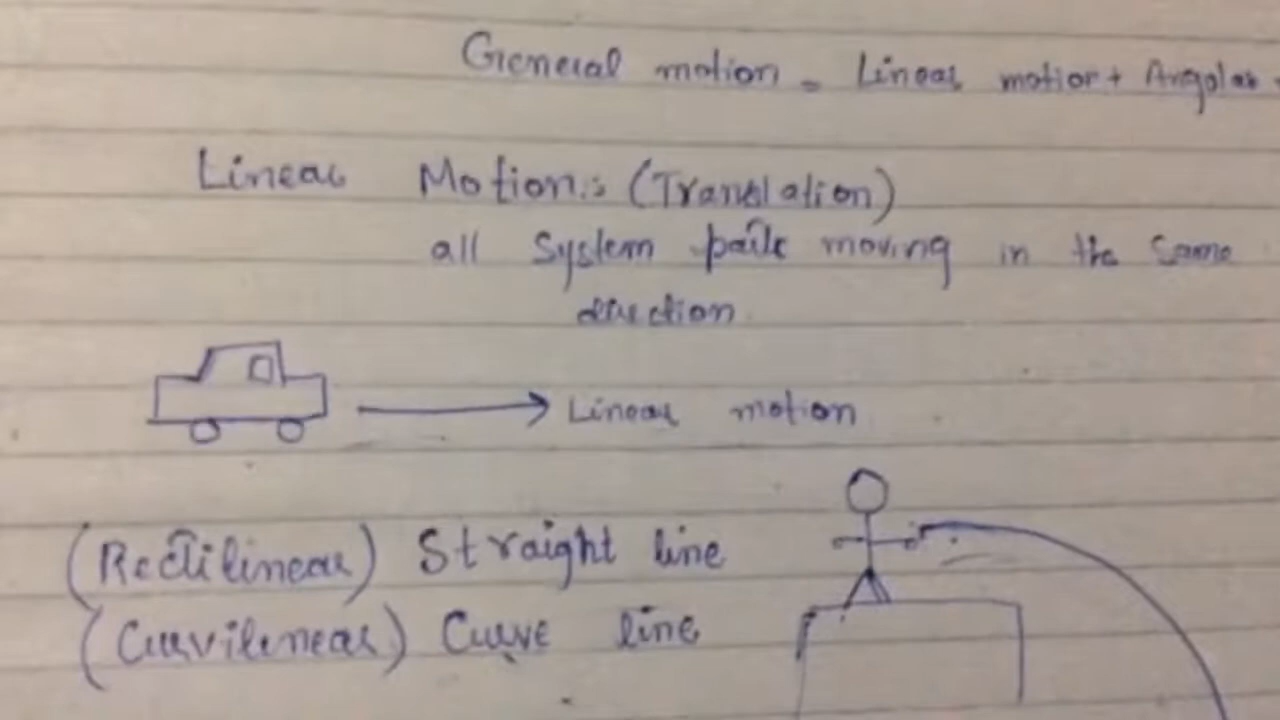 General motion = Linear motion + Angular
Linear Motion:- (Translation)
all System parts moving in the same
direction
Linear motion
(Rectilinear) Straight line
(Curvilinear) Curve line